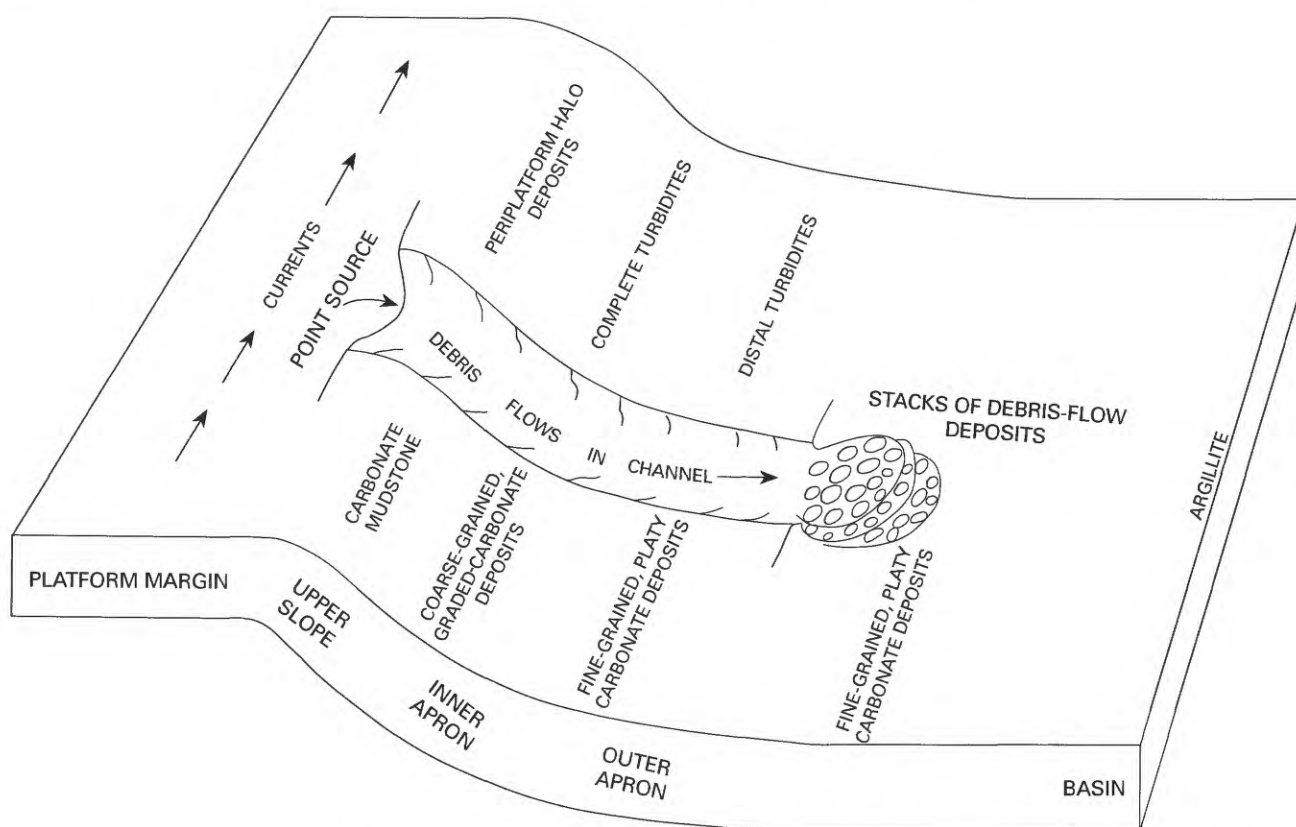 CURRENTS
POINT SOURCE
PERIPLATFORM HALO
DEPOSITS
COMPLETE TURBIDITES
DISTAL TURBIDITES
DEBRIS
FLOWS
IN
CHANNEL
STACKS OF DEBRIS-FLOW
DEPOSITS
ARGILLITE
CARBONATE
MUDSTONE
COARSE-GRAINED,
GRADED-CARBONATE
DEPOSITS
FINE-GRAINED, PLATY
CARBONATE DEPOSITS
FINE-GRAINED, PLATY
CARBONATE DEPOSITS
PLATFORM MARGIN
UPPER
SLOPE
INNER
APRON
OUTER
APRON
BASIN